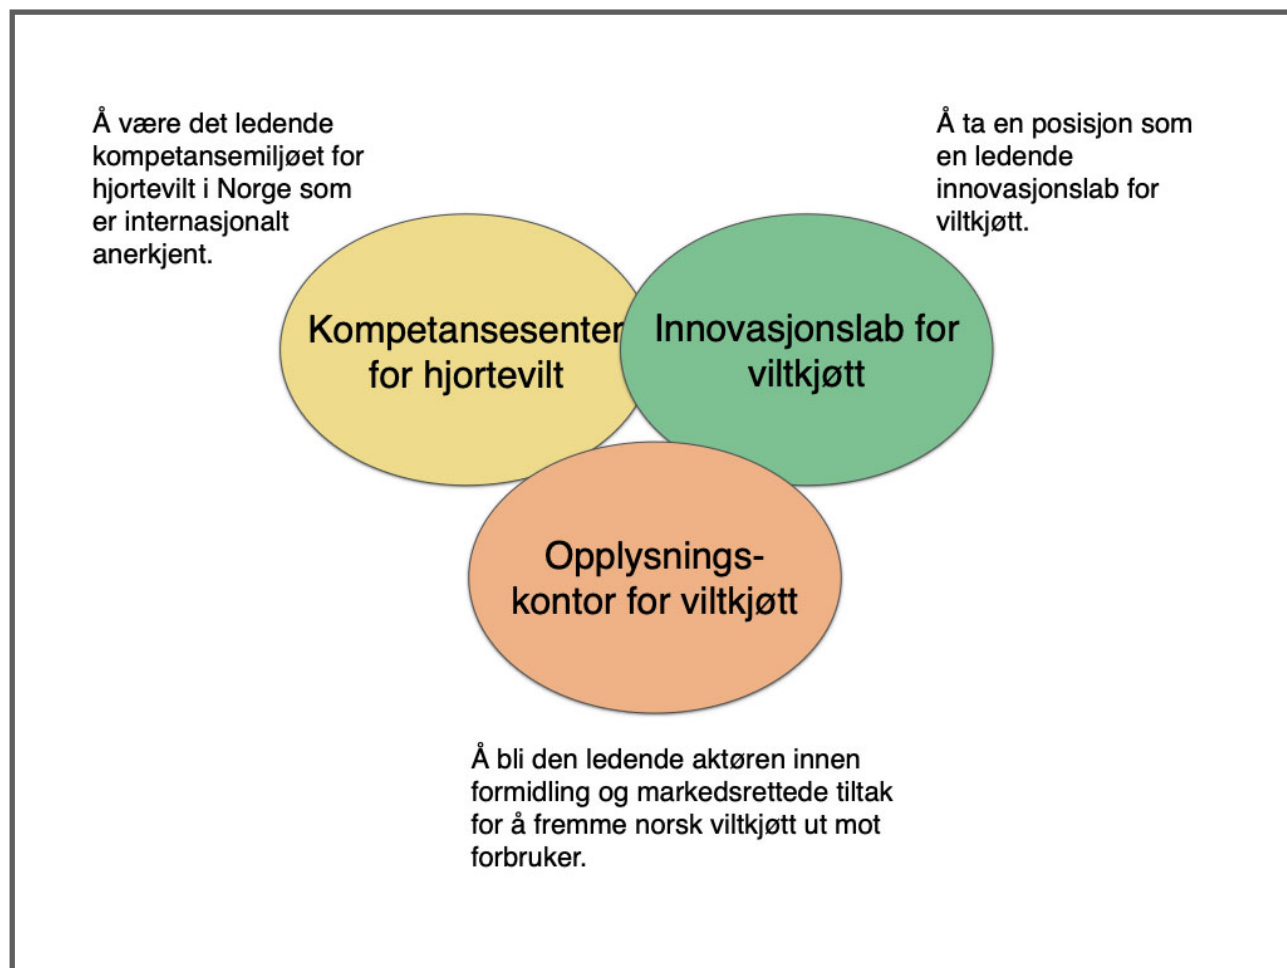 Å være det ledende
kompetansemiljøet for
hjortevilt i Norge som
er internasjonalt
anerkjent.
Å ta en posisjon som
en ledende
innovasjonslab for
viltkjøtt.
Kompetansesenter
for hjortevilt
Innovasjonslab for
viltkjøtt
Opplysnings-
kontor for viltkjøtt
Å bli den ledende aktøren innen
formidling og markedsrettede tiltak
for å fremme norsk viltkjøtt ut mot
forbruker.